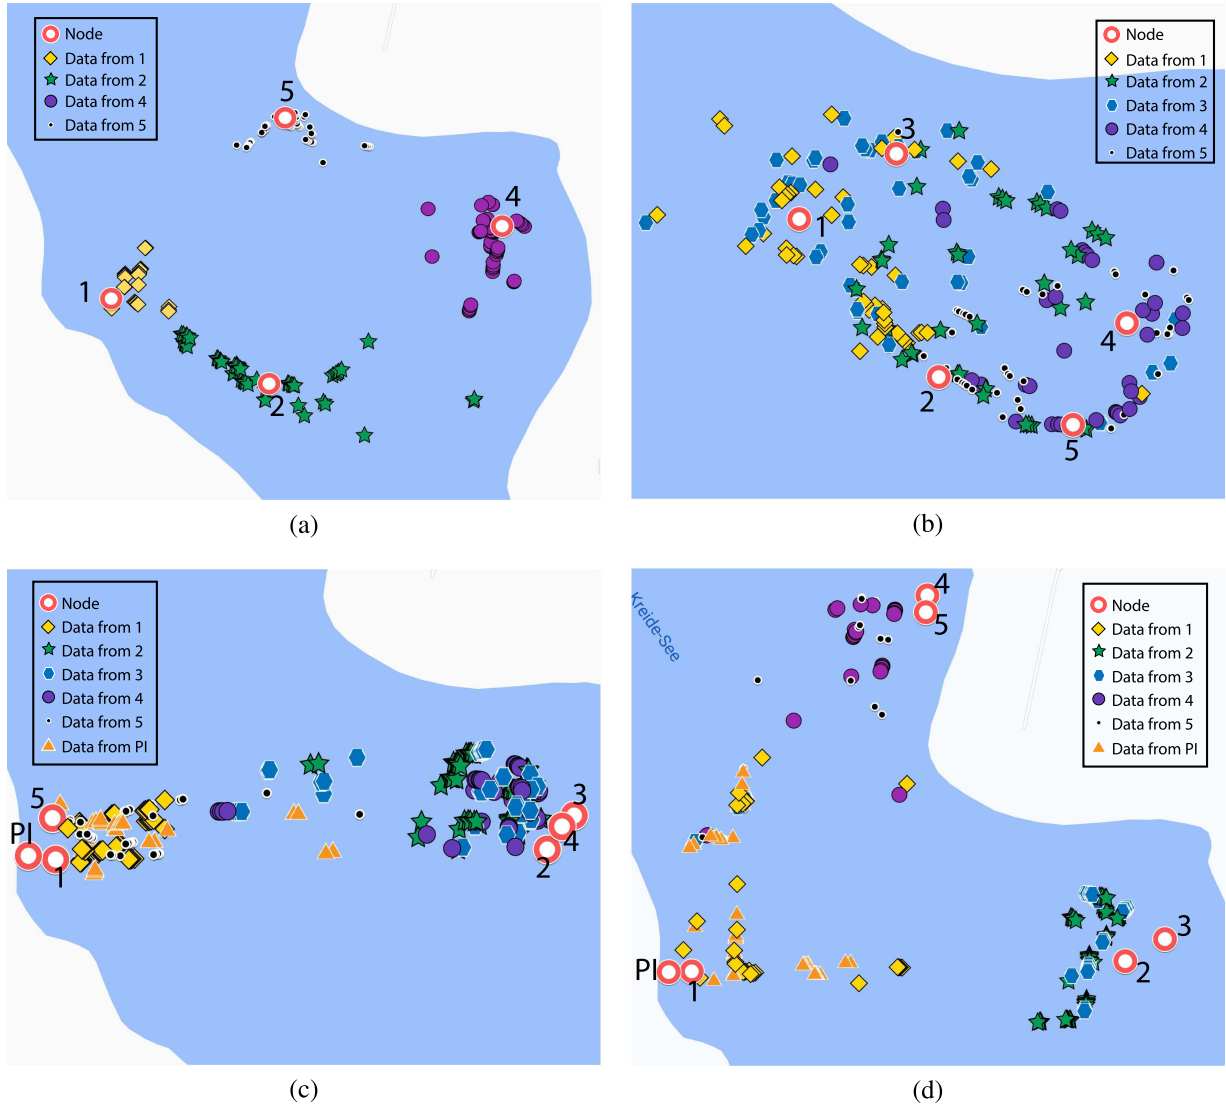 Node
Data from 1
Data from 2
Data from 4
Data from 5
5
4
1
2
(a)
Node
Data from 1
Data from 2
Data from 3
Data from 4
Data from 5
3
1
4
2
5
(b)
Node
Data from 1
Data from 2
Data from 3
Data from 4
Data from 5
Data from PI
5
PI
1
3
4
2
(c)
Kreide-See
Node
Data from 1
Data from 2
Data from 3
Data from 4
Data from 5
Data from PI
4
5
3
2
PI
1
(d)